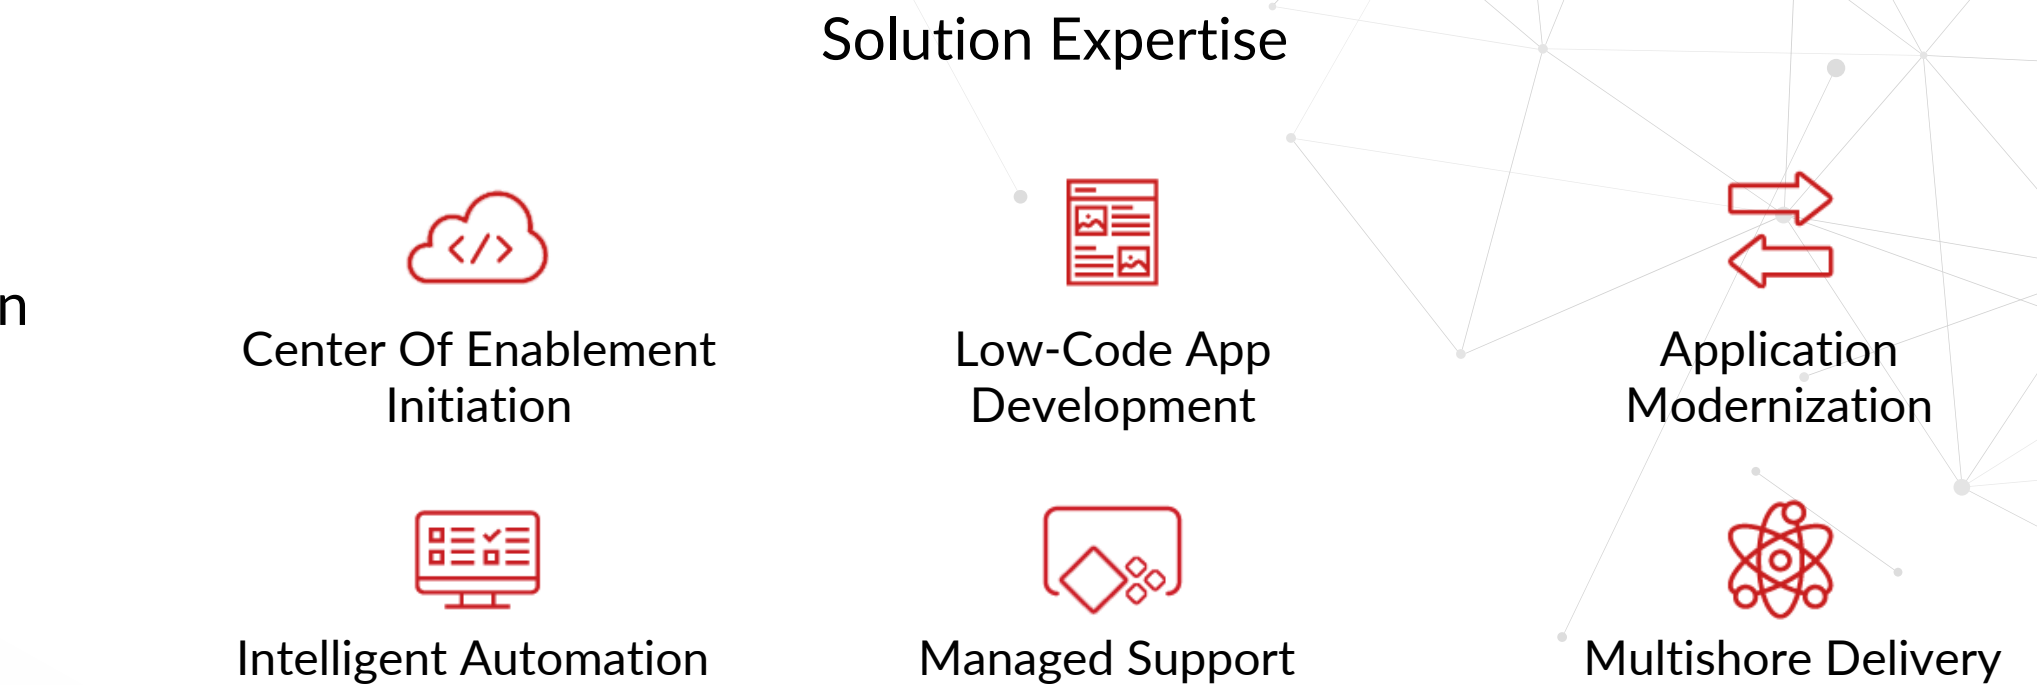 Solution Expertise
n
</>
Center Of Enablement
Initiation
Low-Code App
Development
Application
Modernization
Intelligent Automation
Managed Support
Multishore Delivery